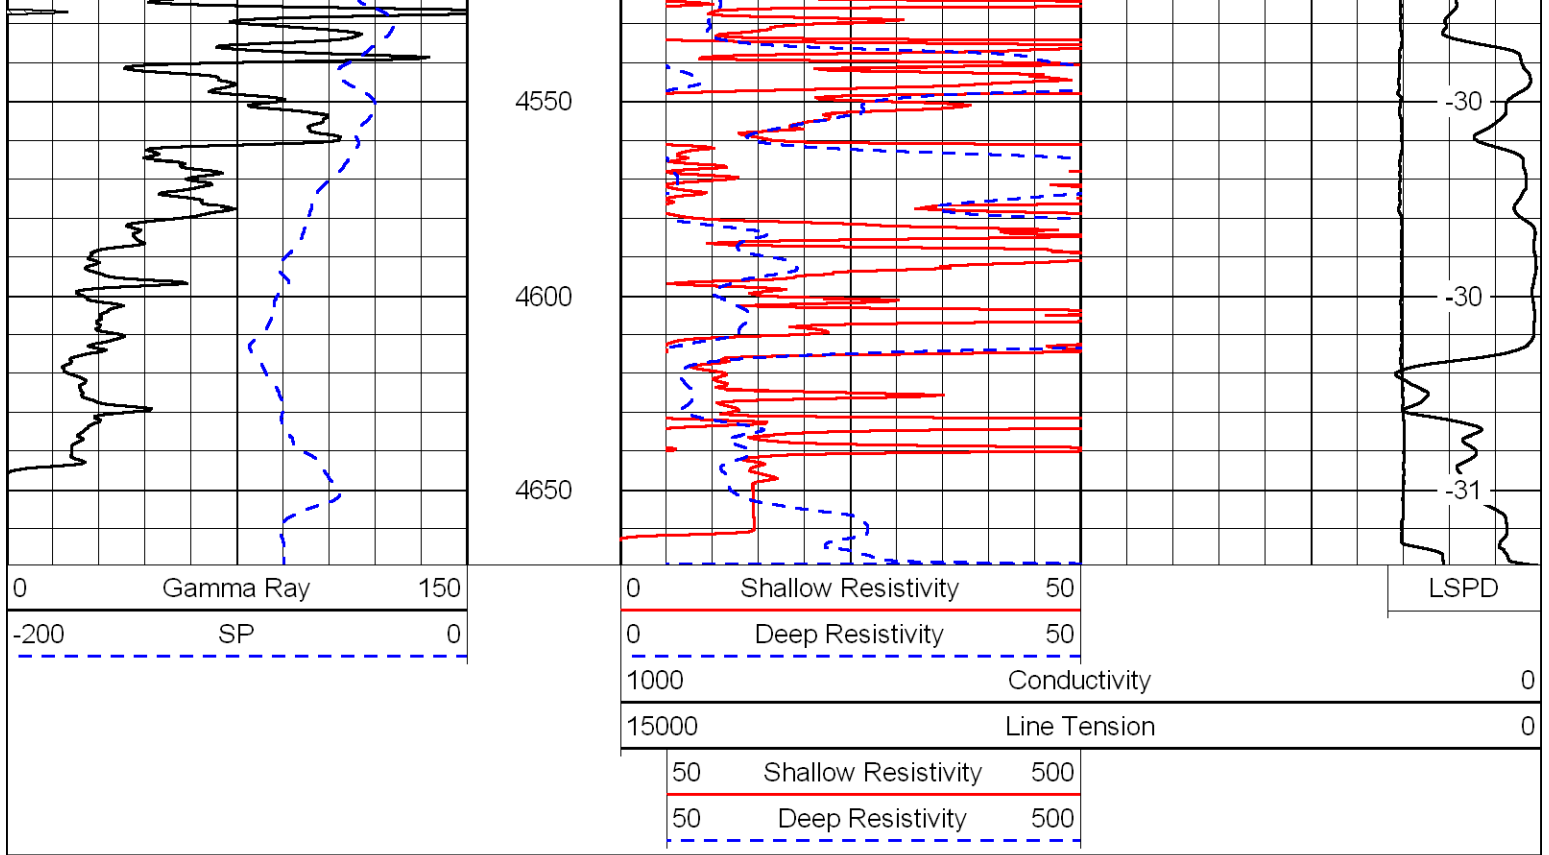 4550
-30
4600
-30
4650
-31
0 Gamma Ray 150
0 Shallow Resistivity 50
LSPD
-200 SP 0
0 Deep Resistivity 50
1000 Conductivity 0
15000 Line Tension 0
50 Shallow Resistivity 500
50 Deep Resistivity 500